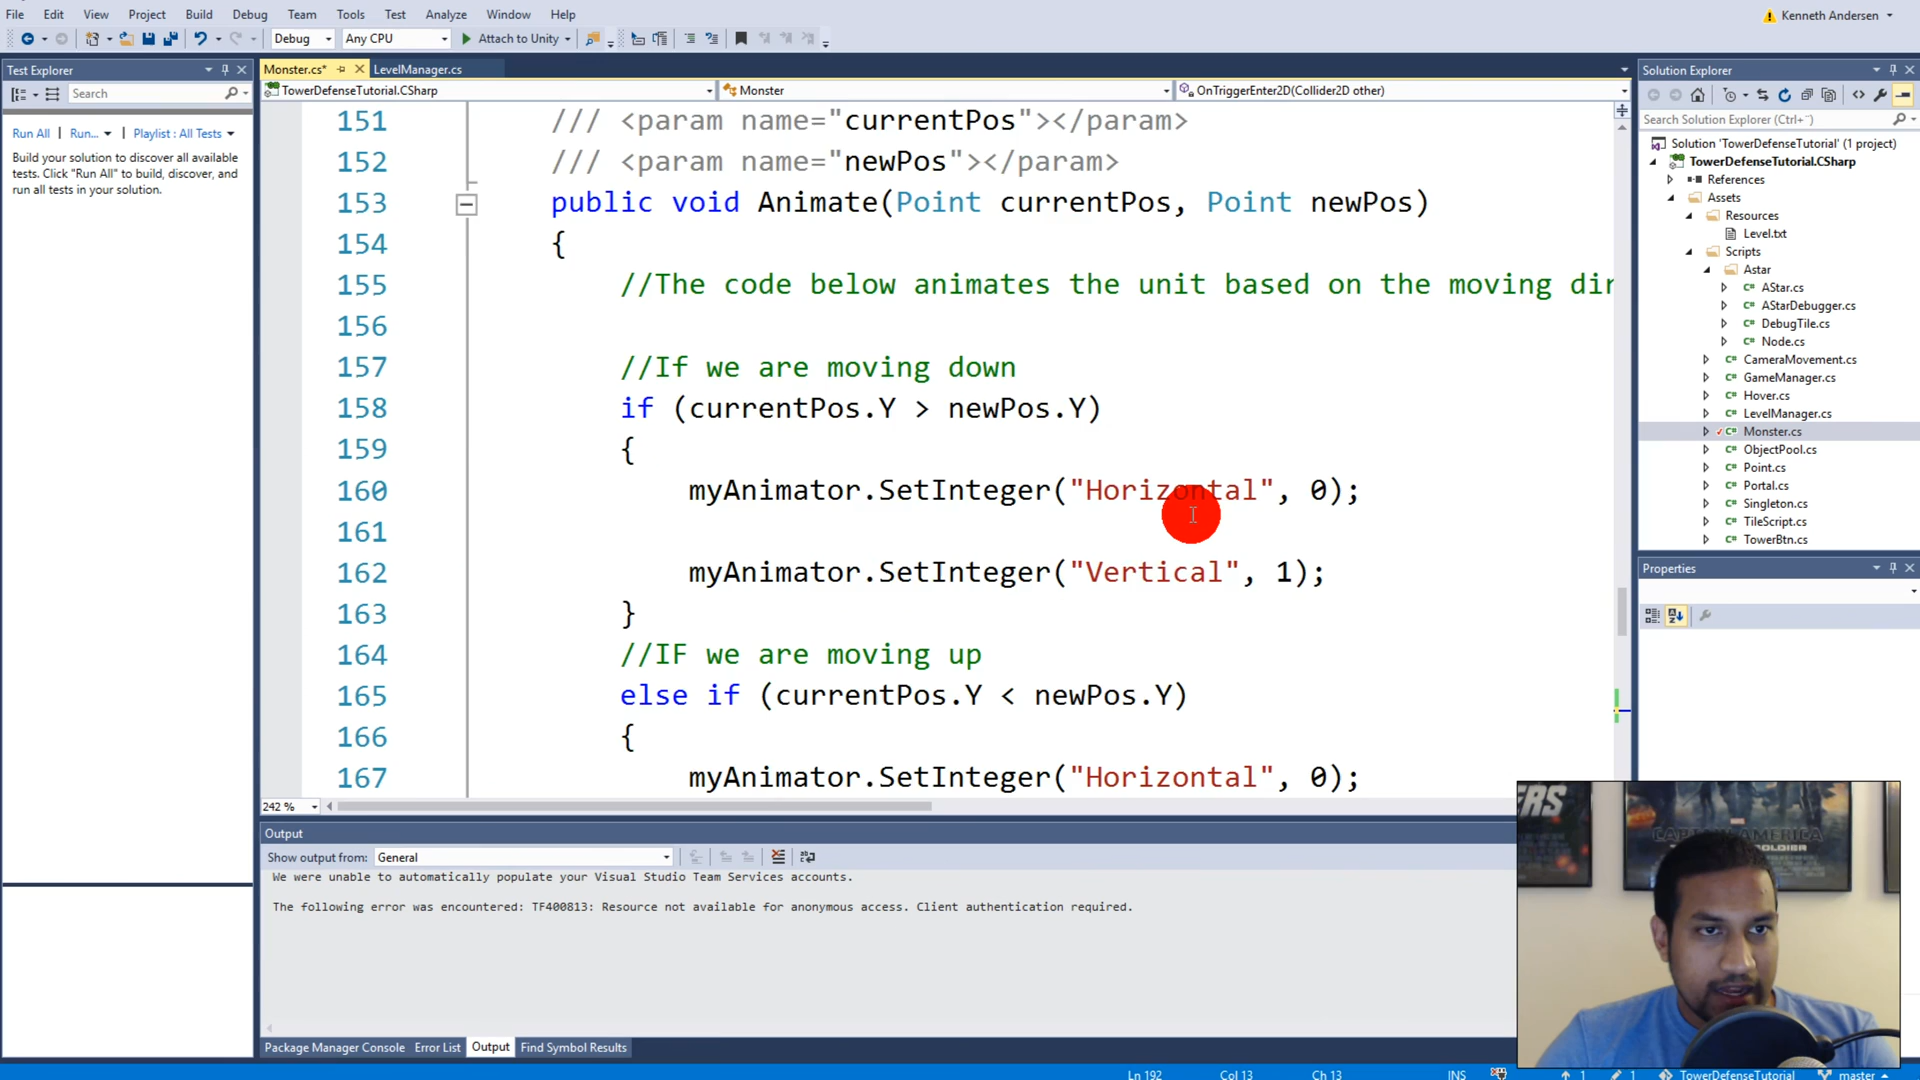 File Edit View Project Build Debug Team Tools Test Analyze Window Help
Kenneth Andersen
Debug Any CPU Attach to Unity
Test Explorer
Search
Run All | Run... | Playlist : All Tests
Build your solution to discover all available
tests. Click "Run All" to build, discover, and
run all tests in your solution.
Monster.cs* LevelManager.cs
TowerDefenseTutorial.CSharp Monster OnTriggerEnter2D(Collider2D other)
151 /// <param name="currentPos"></param>
152 /// <param name="newPos"></param>
153 public void Animate(Point currentPos, Point newPos)
154 {
155 //The code below animates the unit based on the moving dir
156
157 //If we are moving down
158 if (currentPos.Y > newPos.Y)
159 {
160 myAnimator.SetInteger("Horizontal", 0);
161
162 myAnimator.SetInteger("Vertical", 1);
163 }
164 //IF we are moving up
165 else if (currentPos.Y < newPos.Y)
166 {
167 myAnimator.SetInteger("Horizontal", 0);
242 %
Output
Show output from: General
We were unable to automatically populate your Visual Studio Team Services accounts.
The following error was encountered: TF400813: Resource not available for anonymous access. Client authentication required.
Package Manager Console Error List Output Find Symbol Results
Solution Explorer
Search Solution Explorer (Ctrl+¨)
Solution 'TowerDefenseTutorial' (1 project)
TowerDefenseTutorial.CSharp
References
Assets
Resources
Level.txt
Scripts
Astar
AStar.cs
AStarDebugger.cs
DebugTile.cs
Node.cs
CameraMovement.cs
GameManager.cs
Hover.cs
LevelManager.cs
Monster.cs
ObjectPool.cs
Point.cs
Portal.cs
Singleton.cs
TileScript.cs
TowerBtn.cs
Properties
CAPTAIN AMERICA
Ln 192 Col 13 Ch 13 INS 1 1 TowerDefenseTutorial master